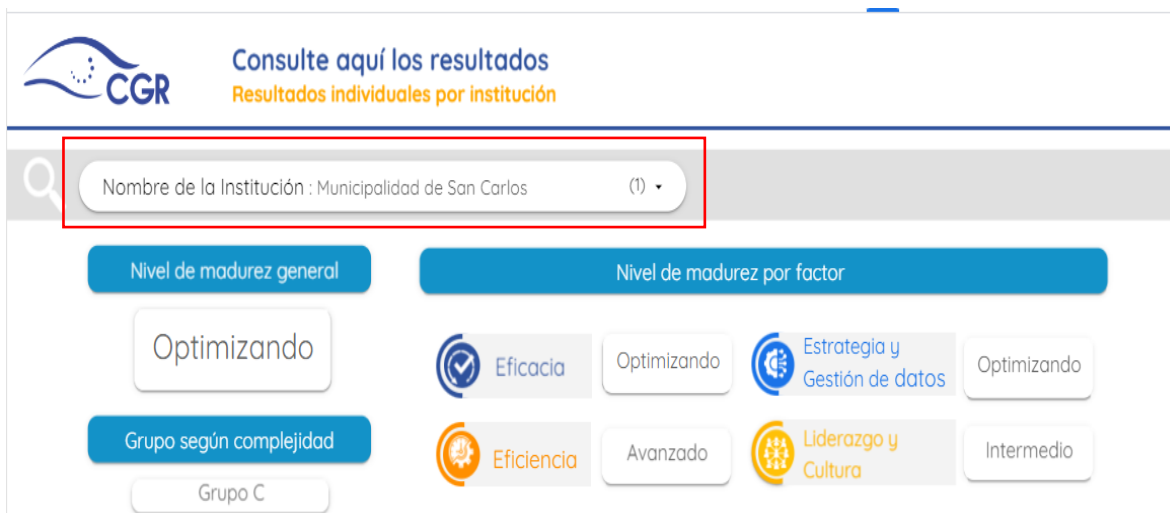 CGR
Consulte aquí los resultados
Resultados individuales por institución
Nombre de la Institución : Municipalidad de San Carlos (1)
Nivel de madurez general
Optimizando
Grupo según complejidad
Grupo C
Nivel de madurez por factor
Eficacia
Optimizando
Estrategia y
Gestión de datos
Optimizando
Eficiencia
Avanzado
Liderazgo y
Cultura
Intermedio